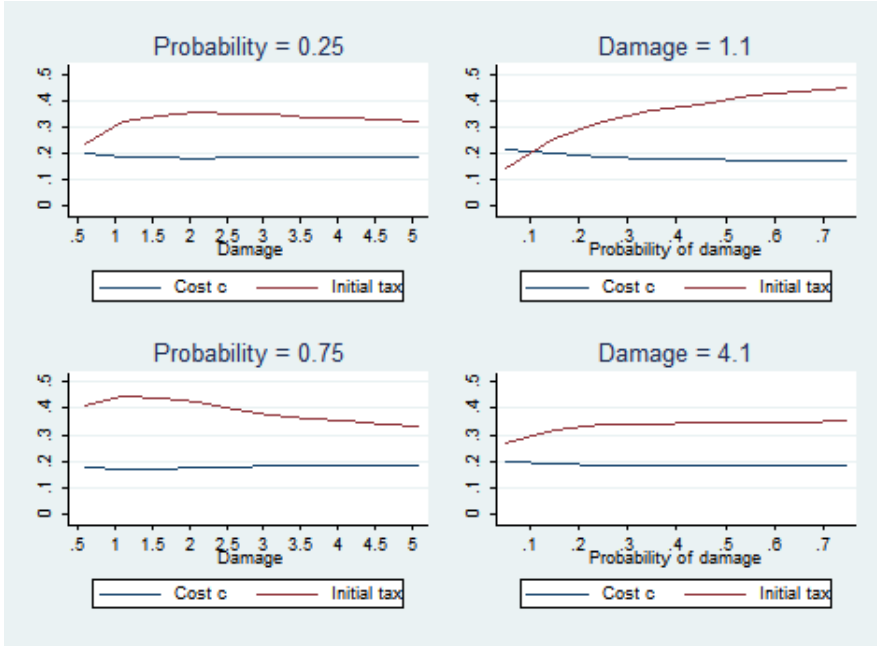 Probability = 0.25
.5
.4
.3
.2
.1
0
.5 1 1.5 2 2.5 3 3.5 4 4.5 5
Damage
Cost c Initial tax
Damage = 1.1
.5
.4
.3
.2
.1
0
.1 .2 .3 .4 .5 .6 .7
Probability of damage
Cost c Initial tax
Probability = 0.75
.5
.4
.3
.2
.1
0
.5 1 1.5 2 2.5 3 3.5 4 4.5 5
Damage
Cost c Initial tax
Damage = 4.1
.5
.4
.3
.2
.1
0
.1 .2 .3 .4 .5 .6 .7
Probability of damage
Cost c Initial tax